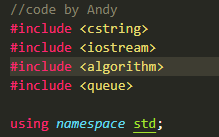 //code by Andy
#include <cstring>
#include <iostream>
#include <algorithm>
#include <queue>
using namespace std;